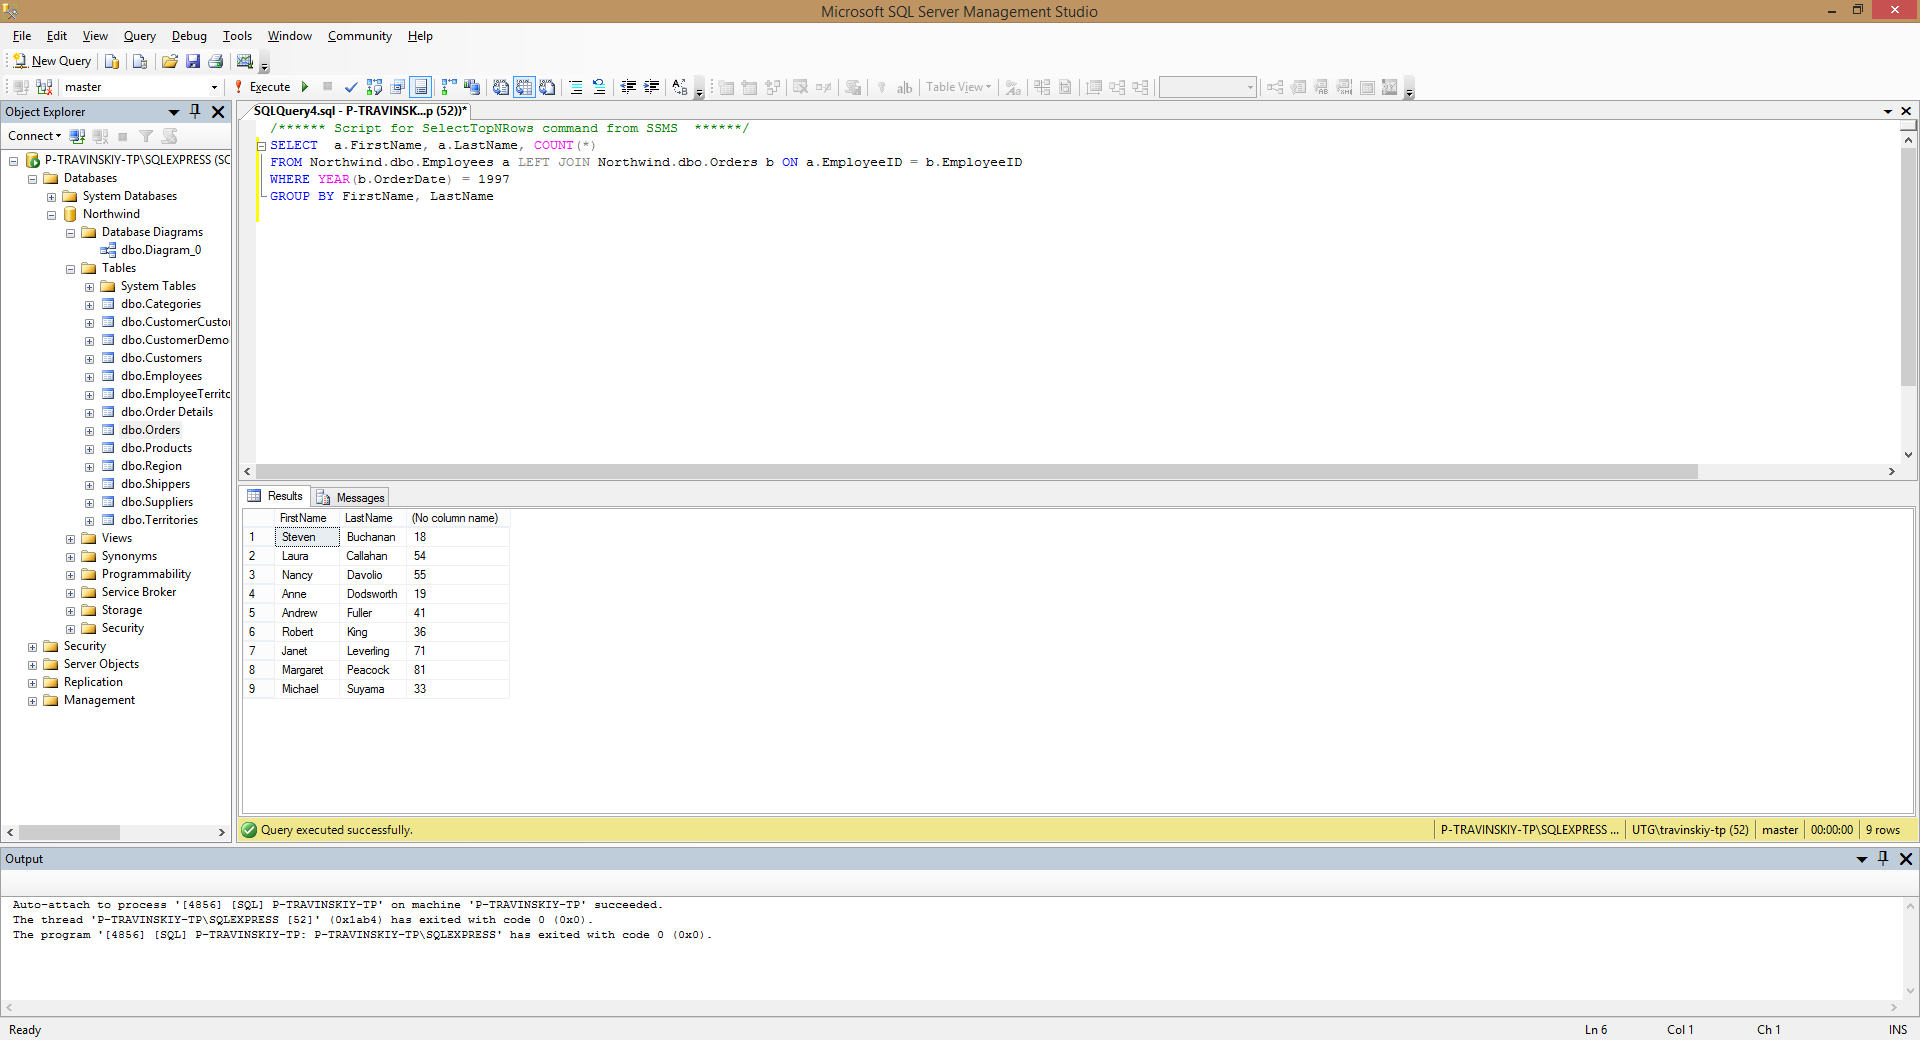 Microsoft SQL Server Management Studio
File Edit View Query Debug Tools Window Community Help
New Query
master
Execute
Table View
Object Explorer
Connect
P-TRAVINSKIY-TP\SQLEXPRESS (SC
Databases
System Databases
Northwind
Database Diagrams
dbo.Diagram_0
Tables
System Tables
dbo.Categories
dbo.CustomerCustor
dbo.CustomerDemo
dbo.Customers
dbo.Employees
dbo.EmployeeTerritc
dbo.Order Details
dbo.Orders
dbo.Products
dbo.Region
dbo.Shippers
dbo.Suppliers
dbo.Territories
Views
Synonyms
Programmability
Service Broker
Storage
Security
Security
Server Objects
Replication
Management
SQLQuery4.sql - P-TRAVINSK...p (52))*
/****** Script for SelectTopNRows command from SSMS  ******/
SELECT  a.FirstName, a.LastName, COUNT(*)
FROM Northwind.dbo.Employees a LEFT JOIN Northwind.dbo.Orders b ON a.EmployeeID = b.EmployeeID
WHERE YEAR(b.OrderDate) = 1997
GROUP BY FirstName, LastName
Results Messages
FirstName LastName (No column name)
1 Steven Buchanan 18
2 Laura Callahan 54
3 Nancy Davolio 55
4 Anne Dodsworth 19
5 Andrew Fuller 41
6 Robert King 36
7 Janet Leverling 71
8 Margaret Peacock 81
9 Michael Suyama 33
Query executed successfully. P-TRAVINSKIY-TP\SQLEXPRESS ... UTG\travinskiy-tp (52) master 00:00:00 9 rows
Output
Auto-attach to process '[4856] [SQL] P-TRAVINSKIY-TP' on machine 'P-TRAVINSKIY-TP' succeeded.
The thread 'P-TRAVINSKIY-TP\SQLEXPRESS [52]' (0x1ab4) has exited with code 0 (0x0).
The program '[4856] [SQL] P-TRAVINSKIY-TP: P-TRAVINSKIY-TP\SQLEXPRESS' has exited with code 0 (0x0).
Ready Ln 6 Col 1 Ch 1 INS